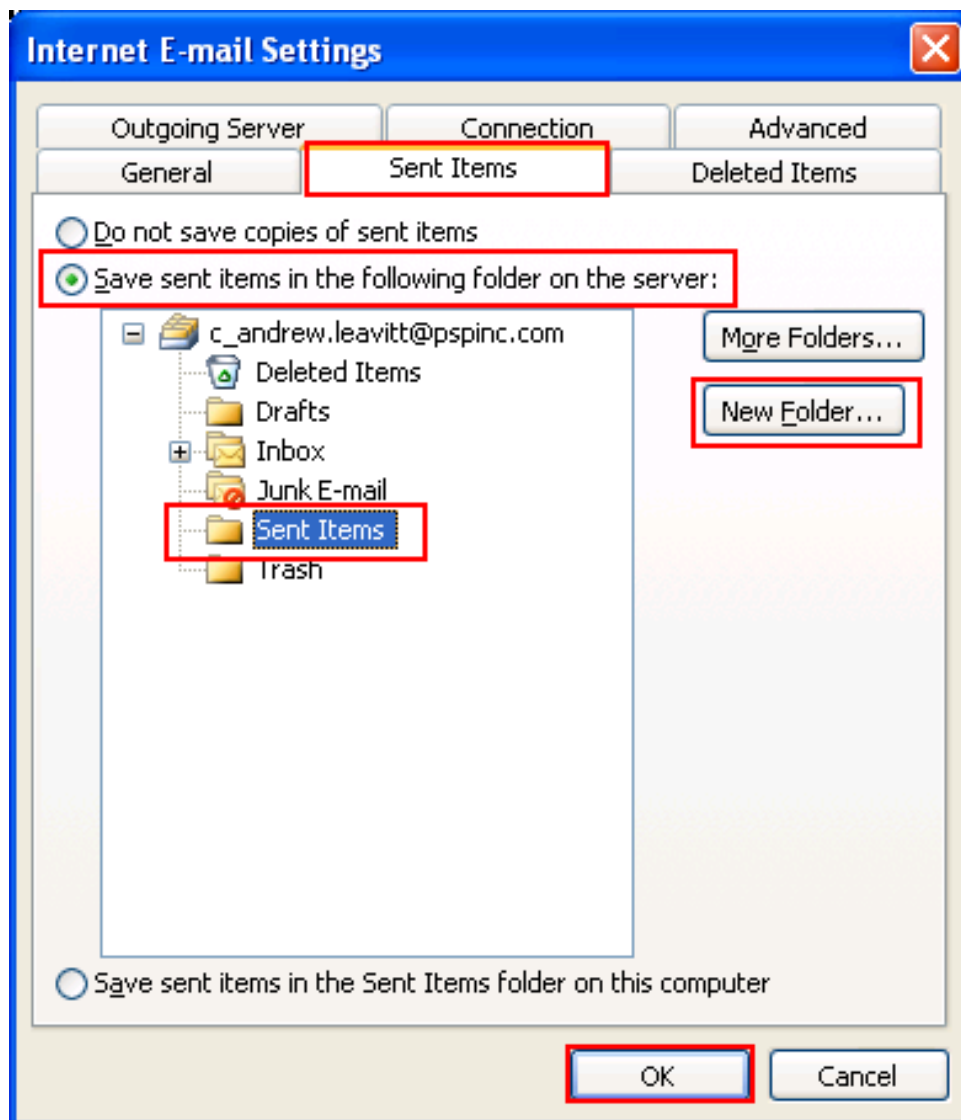 Internet E-mail Settings
Outgoing Server Connection Advanced
General Sent Items Deleted Items
Do not save copies of sent items
Save sent items in the following folder on the server:
c_andrew.leavitt@pspinc.com
More Folders...
Deleted Items
Drafts
New Folder...
Inbox
Junk E-mail
Sent Items
Trash
Save sent items in the Sent Items folder on this computer
OK Cancel